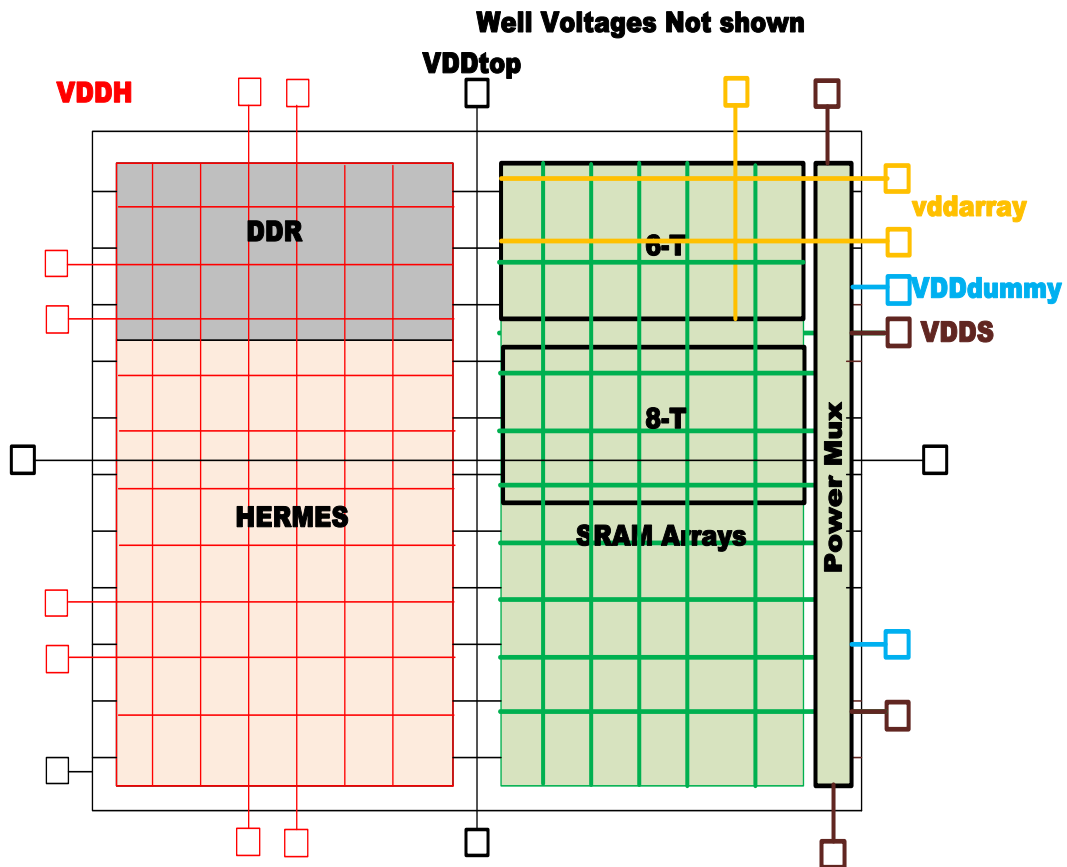 Well Voltages Not shown
VDDtop
VDDH
vddarray
DDR
6-T
VDDdummy
VDDS
8-T
Power Mux
HERMES
SRAM Arrays